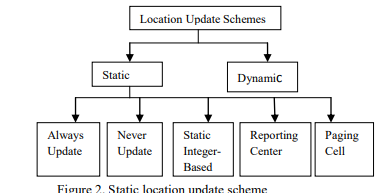 Location Update Schemes
Static
Dynamic
Always
Update
Never
Update
Static
Integer-
Based
Reporting
Center
Paging
Cell
Figure 2. Static location update scheme